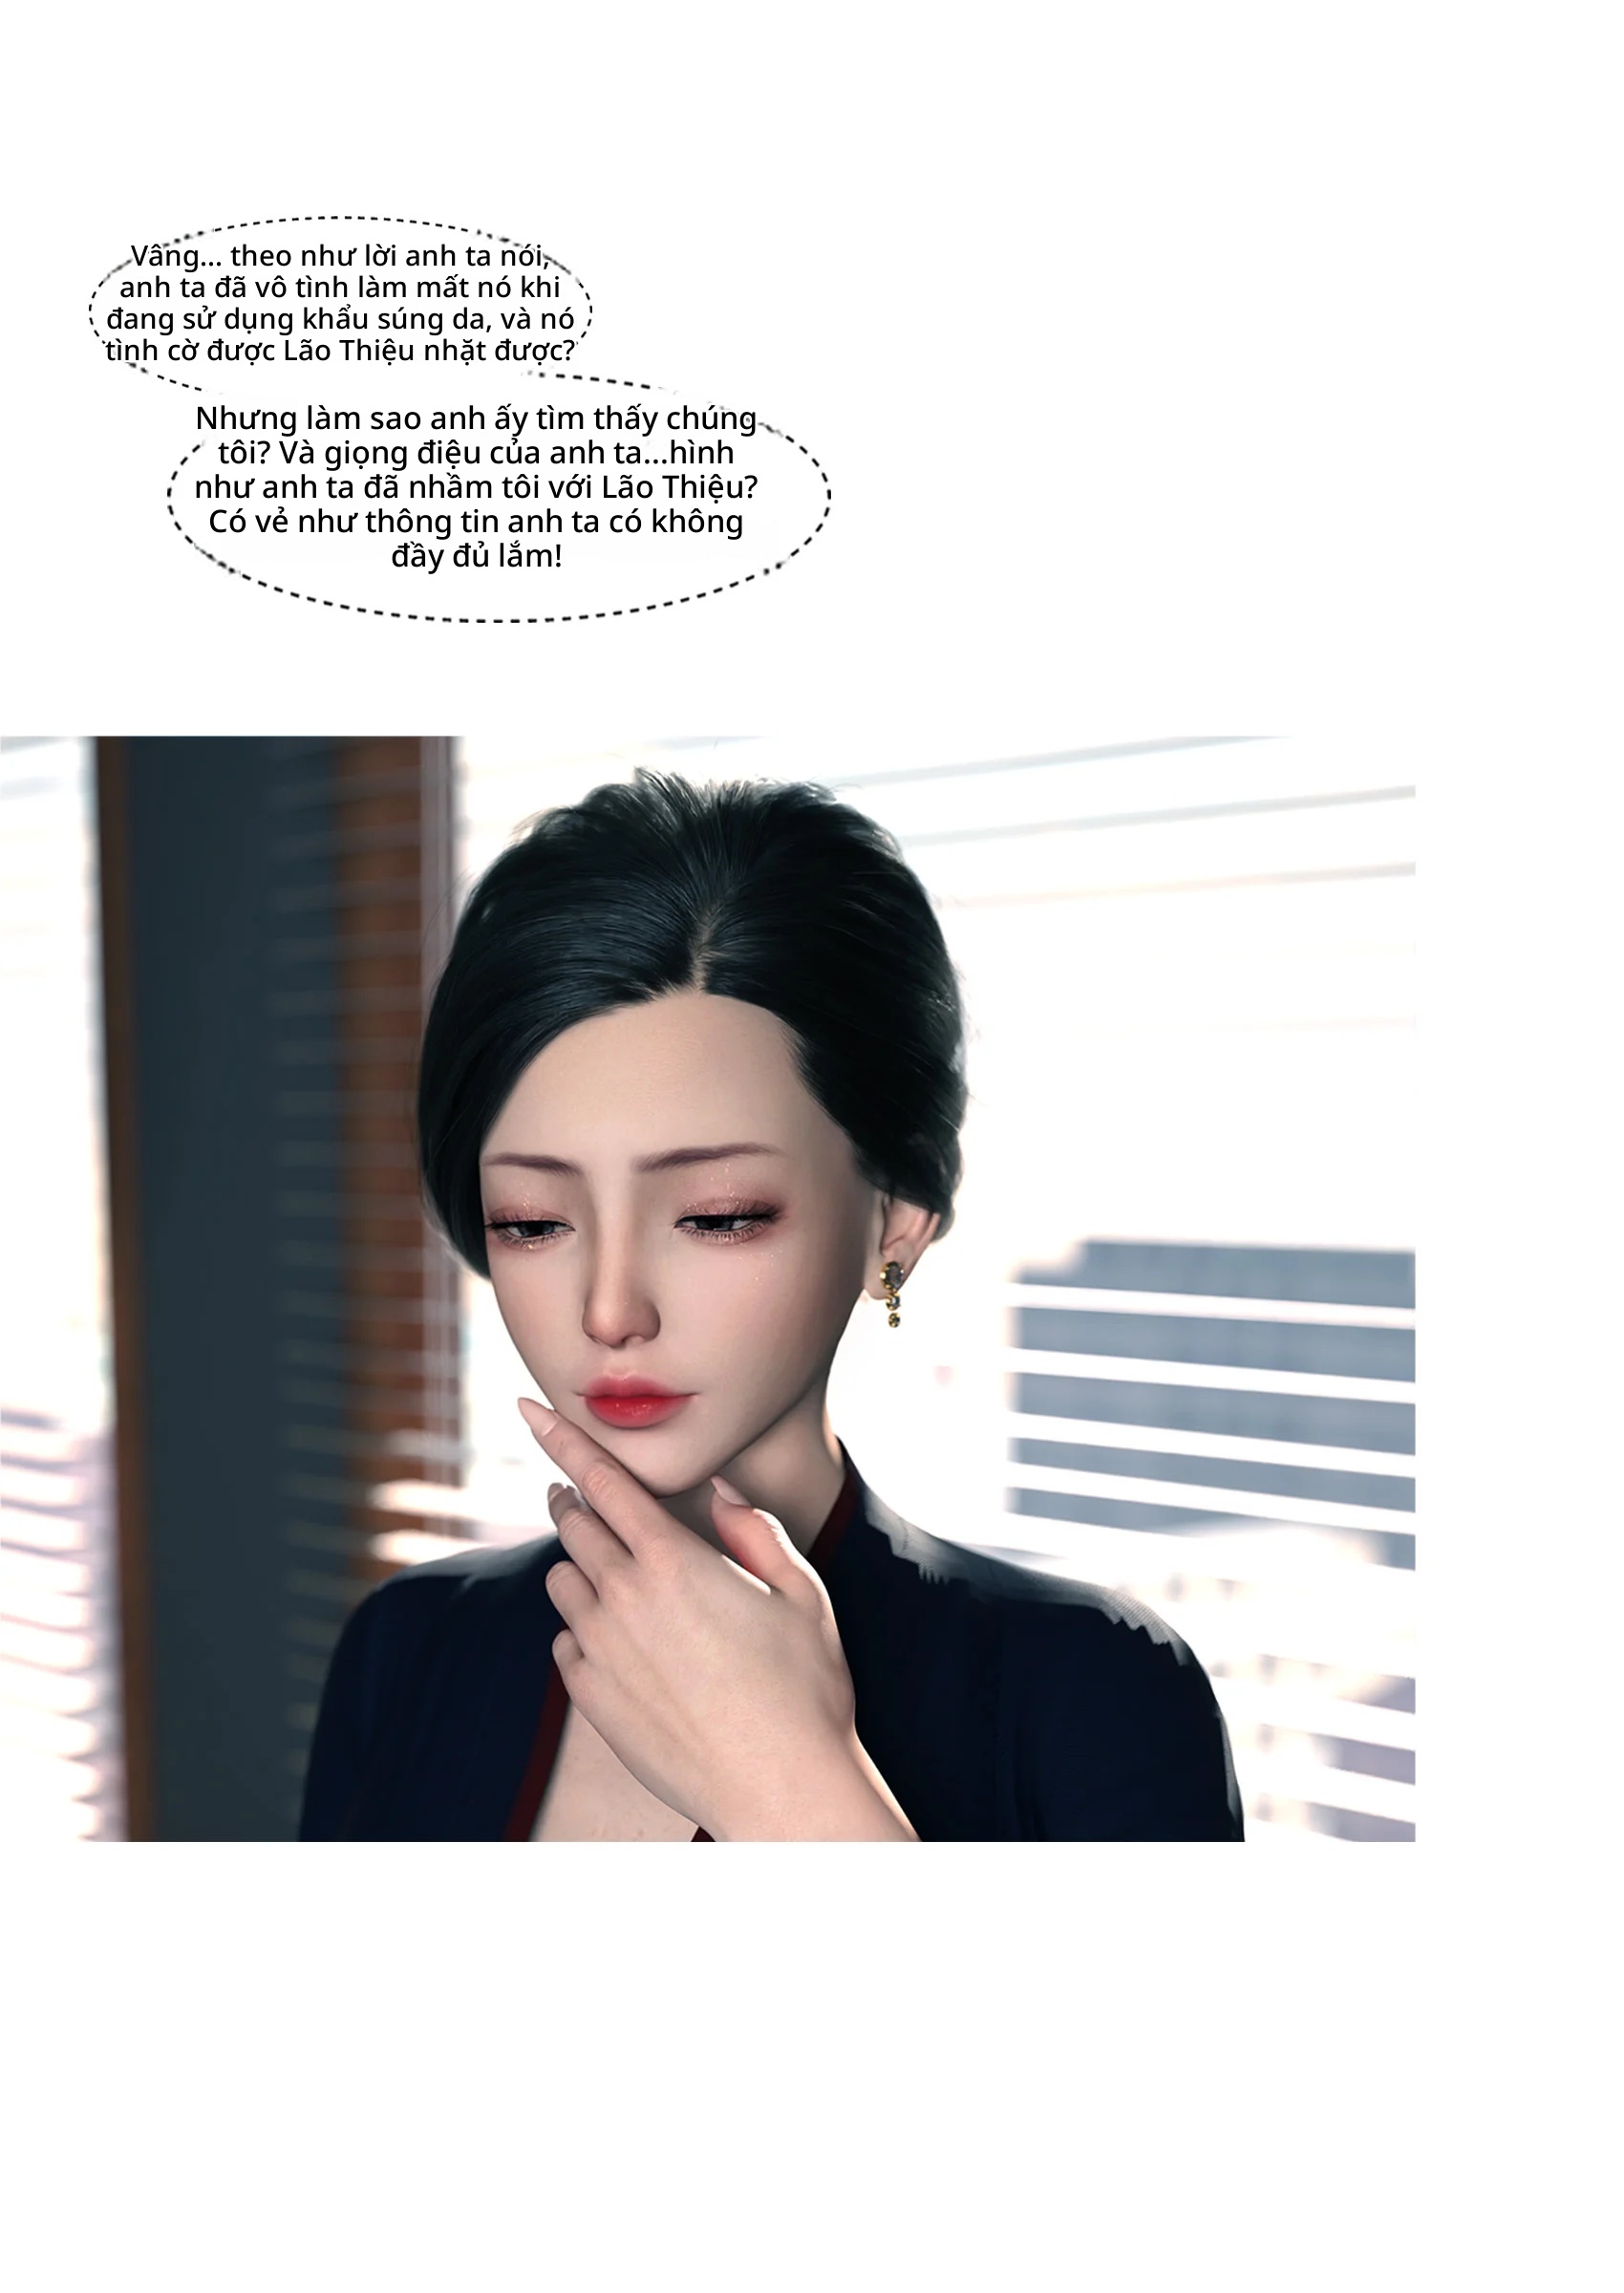 Vâng... theo như lời anh ta nói,
anh ta đã vô tình làm mất nó khi
đang sử dụng khẩu súng da, và nó
tình cờ được Lão Thiệu nhặt được?
Nhưng làm sao anh ấy tìm thấy chúng
tôi? Và giọng điệu của anh ta...hình
như anh ta đã nhầm tôi với Lão Thiệu?
Có vẻ như thông tin anh ta có không
đầy đủ lắm!